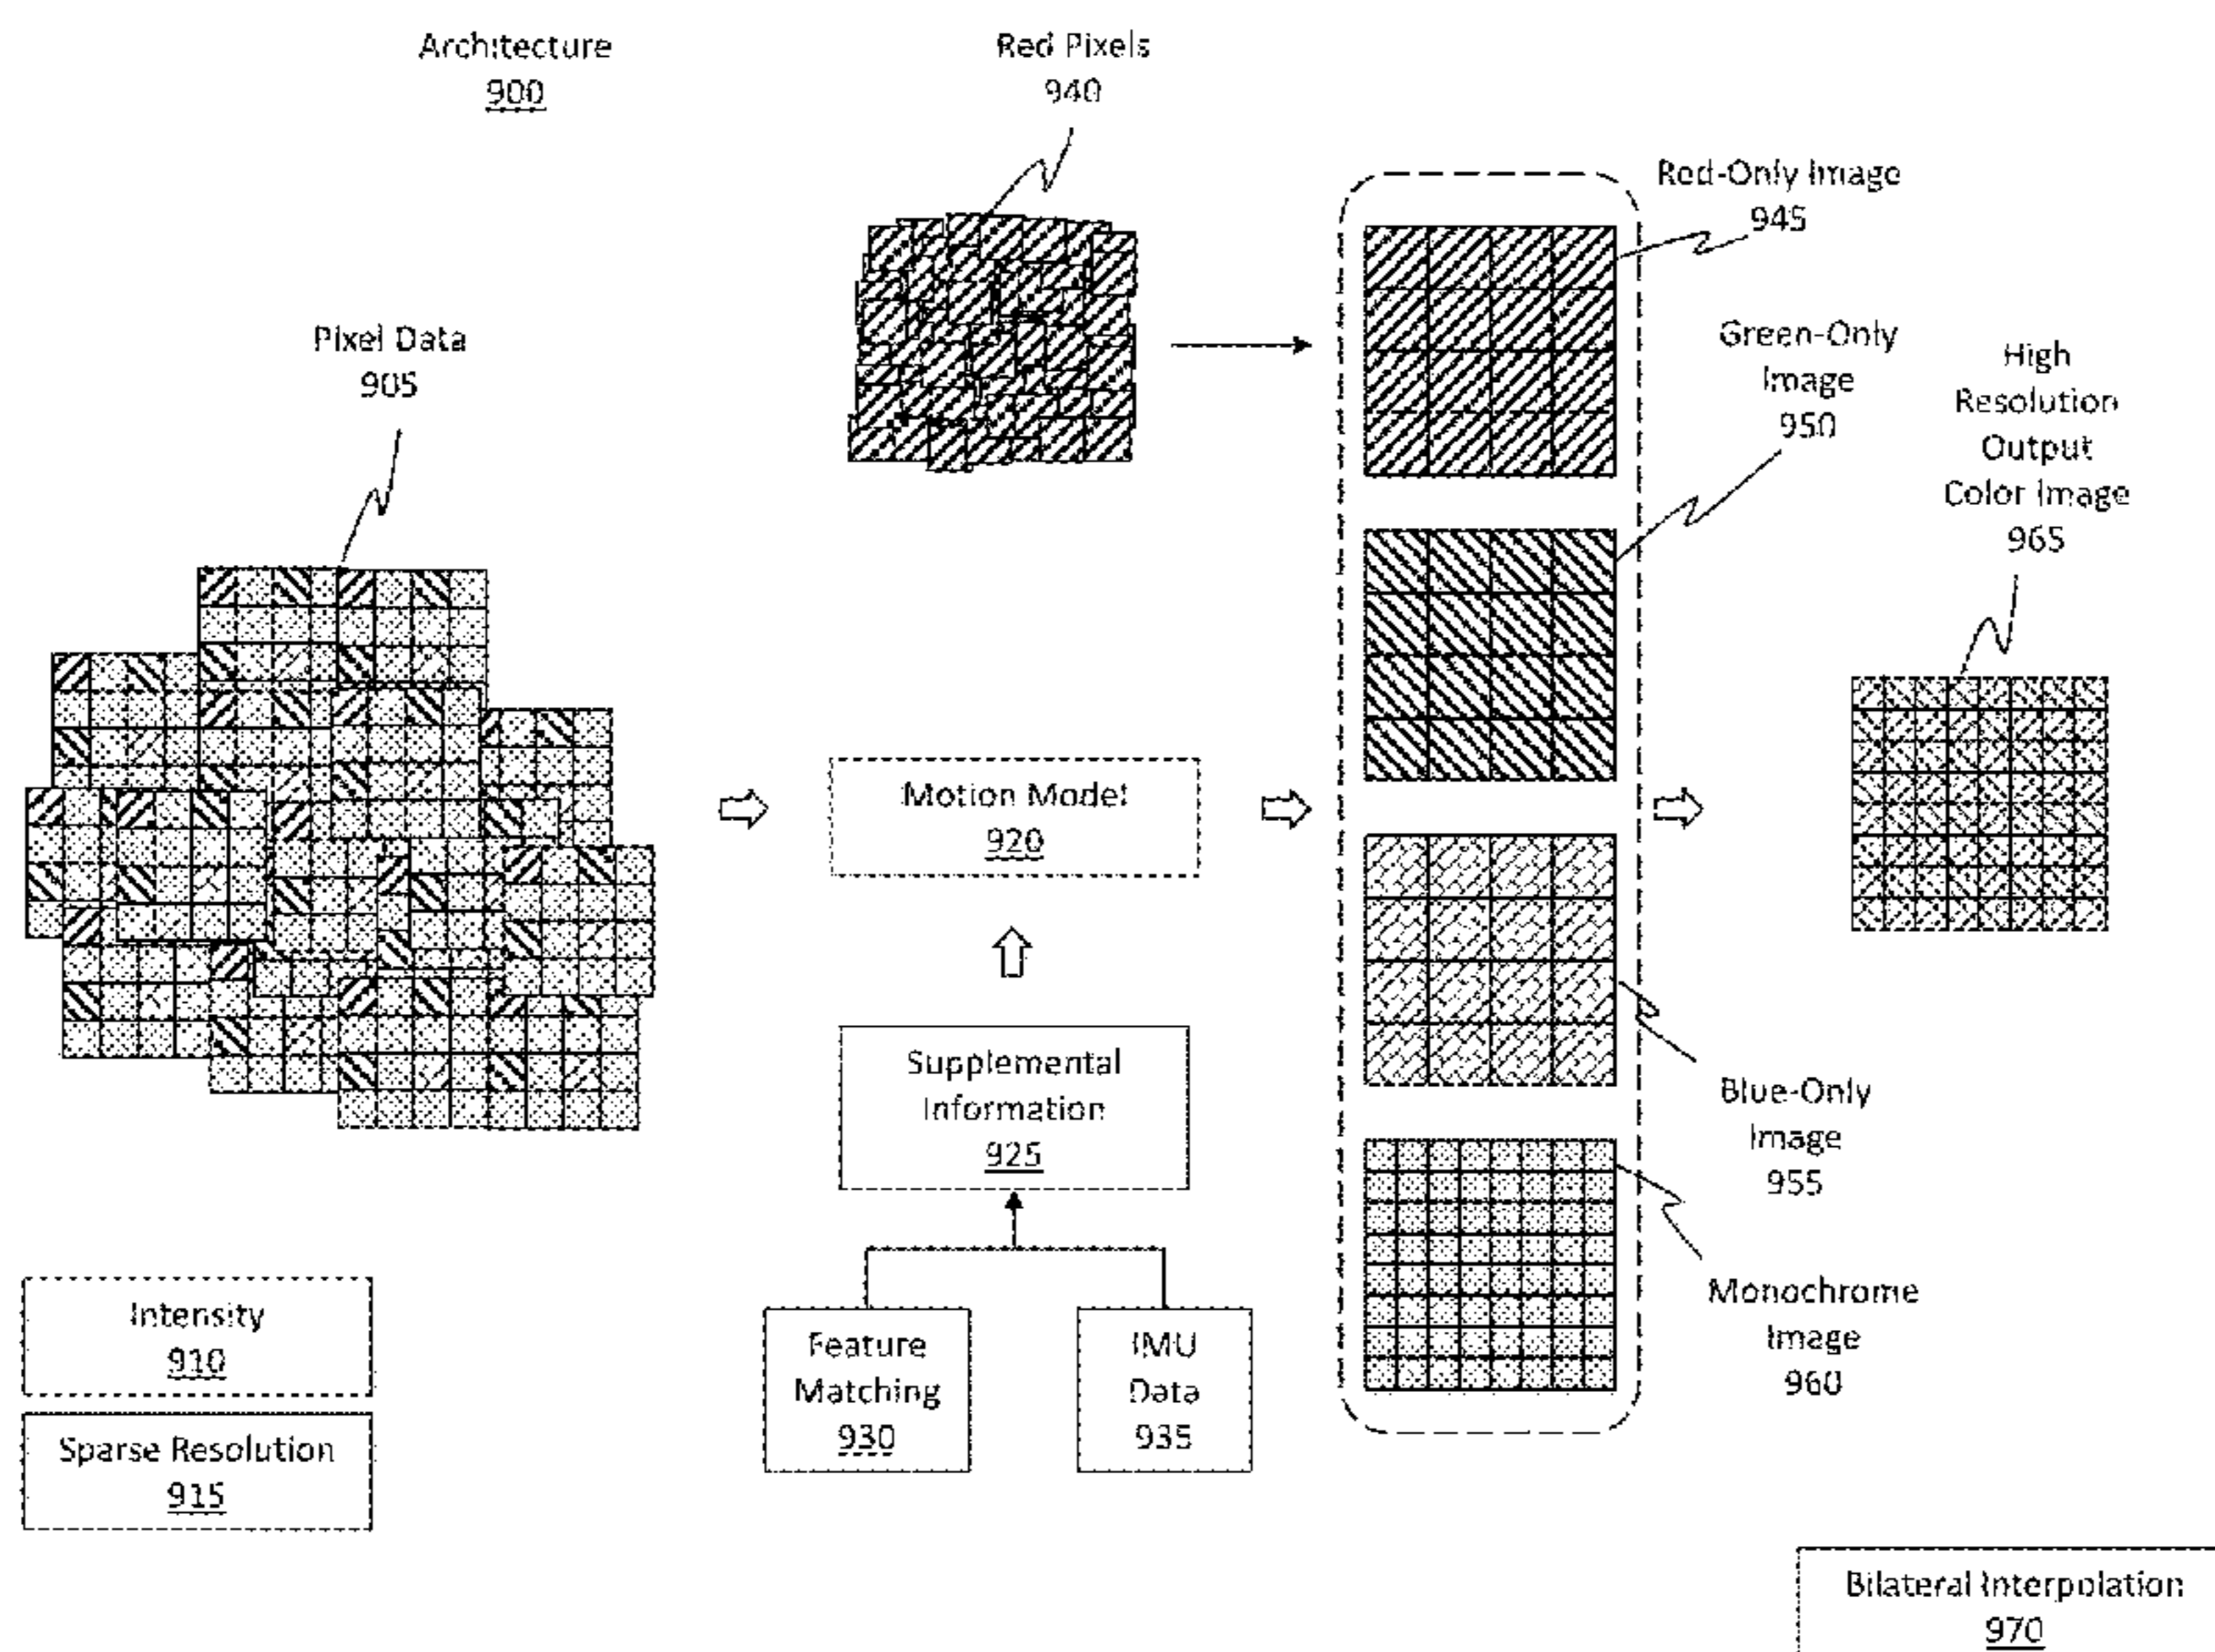 Architecture
900
Red Pixels
940
Red-Only Image
945
Pixel Data
905
Green-Only
Image
950
High
Resolution
Output
Color Image
965
Motion Model
920
Supplemental
Information
925
Blue-Only
Image
955
Intensity
910
Feature
Matching
930
IMU
Data
935
Monochrome
Image
960
Sparse Resolution
915
Bilateral Interpolation
970